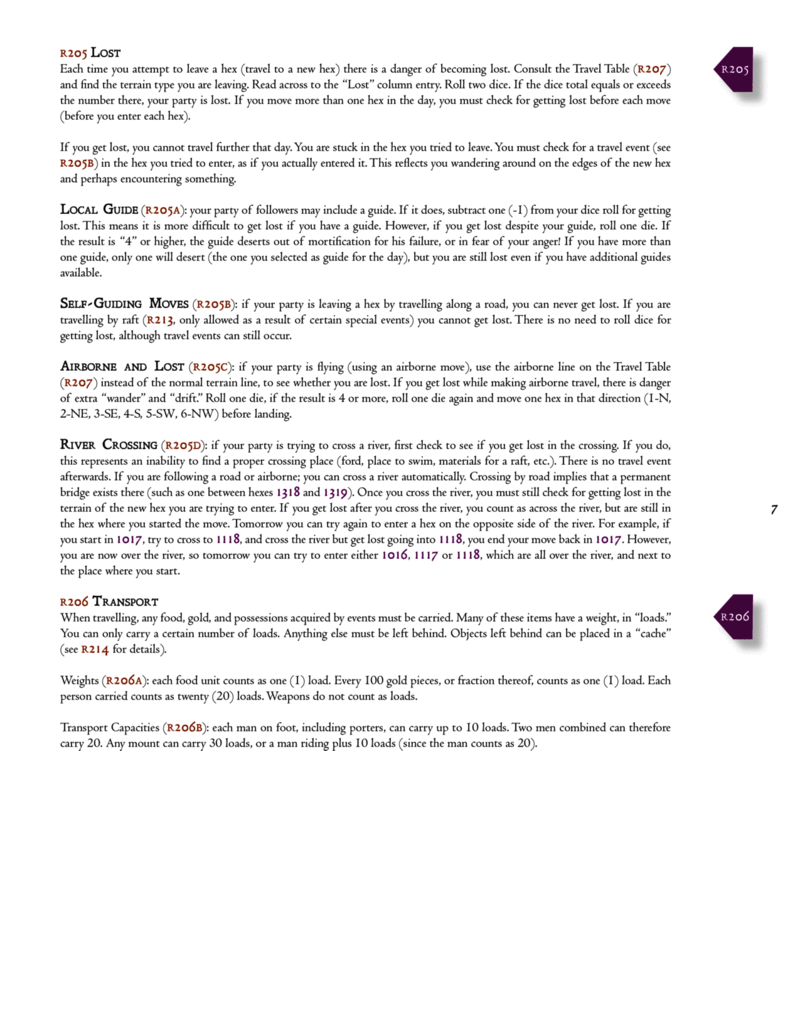 R205 Lost
Each time you attempt to leave a hex (travel to a new hex) there is a danger of becoming lost. Consult the Travel Table (R207)
and find the terrain type you are leaving. Read across to the “Lost” column entry. Roll two dice. If the dice total equals or exceeds
the number there, your party is lost. If you move more than one hex in the day, you must check for getting lost before each move
(before you enter each hex).
If you get lost, you cannot travel further that day. You are stuck in the hex you tried to leave. You must check for a travel event (see
R205B) in the hex you tried to enter, as if you actually entered it. This reflects you wandering around on the edges of the new hex
and perhaps encountering something.
Local Guide (R205A): your party of followers may include a guide. If it does, subtract one (-1) from your dice roll for getting
lost. This means it is more difficult to get lost if you have a guide. However, if you get lost despite your guide, roll one die. If
the result is “4” or higher, the guide deserts out of mortification for his failure, or in fear of your anger! If you have more than
one guide, only one will desert (the one you selected as guide for the day), but you are still lost even if you have additional guides
available.
Self-Guiding Moves (R205B): if your party is leaving a hex by travelling along a road, you can never get lost. If you are
travelling by raft (R213, only allowed as a result of certain special events) you cannot get lost. There is no need to roll dice for
getting lost, although travel events can still occur.
Airborne and Lost (R205C): if your party is flying (using an airborne move), use the airborne line on the Travel Table
(R207) instead of the normal terrain line, to see whether you are lost. If you get lost while making airborne travel, there is danger
of extra “wander” and “drift.” Roll one die, if the result is 4 or more, roll one die again and move one hex in that direction (1-N,
2-NE, 3-SE, 4-S, 5-SW, 6-NW) before landing.
River Crossing (R205D): if your party is trying to cross a river, first check to see if you get lost in the crossing. If you do,
this represents an inability to find a proper crossing place (ford, place to swim, materials for a raft, etc.). There is no travel event
afterwards. If you are following a road or airborne; you can cross a river automatically. Crossing by road implies that a permanent
bridge exists there (such as one between hexes 1318 and 1319). Once you cross the river, you must still check for getting lost in the
terrain of the new hex you are trying to enter. If you get lost after you cross the river, you count as across the river, but are still in
the hex where you started the move. Tomorrow you can try again to enter a hex on the opposite side of the river. For example, if
you start in 1017, try to cross to 1118, and cross the river but get lost going into 1118, you end your move back in 1017. However,
you are now over the river, so tomorrow you can try to enter either 1016, 1117 or 1118, which are all over the river, and next to
the place where you start.
R206 Transport
When travelling, any food, gold, and possessions acquired by events must be carried. Many of these items have a weight, in “loads.”
You can only carry a certain number of loads. Anything else must be left behind. Objects left behind can be placed in a “cache”
(see R214 for details).
Weights (R206A): each food unit counts as one (1) load. Every 100 gold pieces, or fraction thereof, counts as one (1) load. Each
person carried counts as twenty (20) loads. Weapons do not count as loads.
Transport Capacities (R206B): each man on foot, including porters, can carry up to 10 loads. Two men combined can therefore
carry 20. Any mount can carry 30 loads, or a man riding plus 10 loads (since the man counts as 20).
R205
7
R206